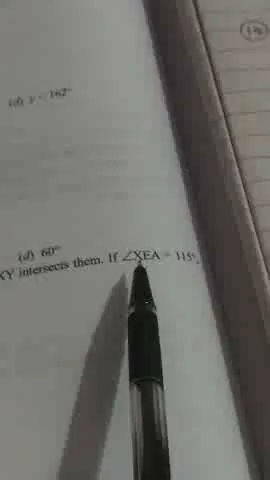 (d) y < 162°
(d) 60°
XY intersects them. If ∠XEA = 115°,